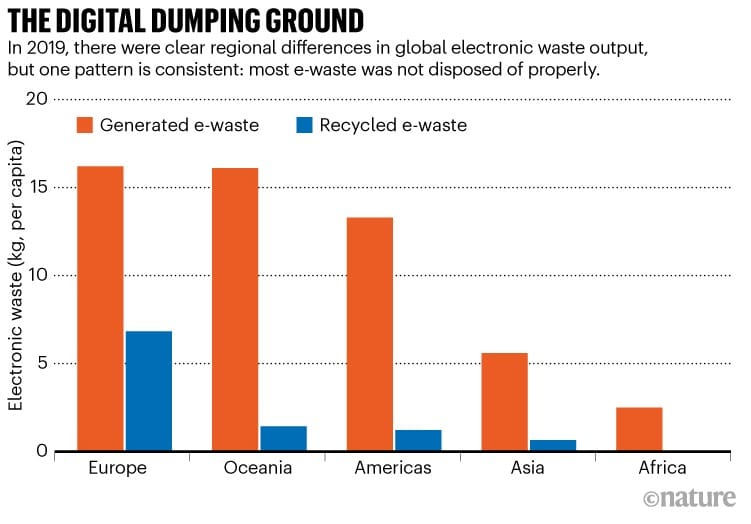 THE DIGITAL DUMPING GROUND
In 2019, there were clear regional differences in global electronic waste output,
but one pattern is consistent: most e-waste was not disposed of properly.
20
Generated e-waste
Recycled e-waste
Electronic waste (kg, per capita)
15
10
5
0
Europe
Oceania
Americas
Asia
Africa
©nature